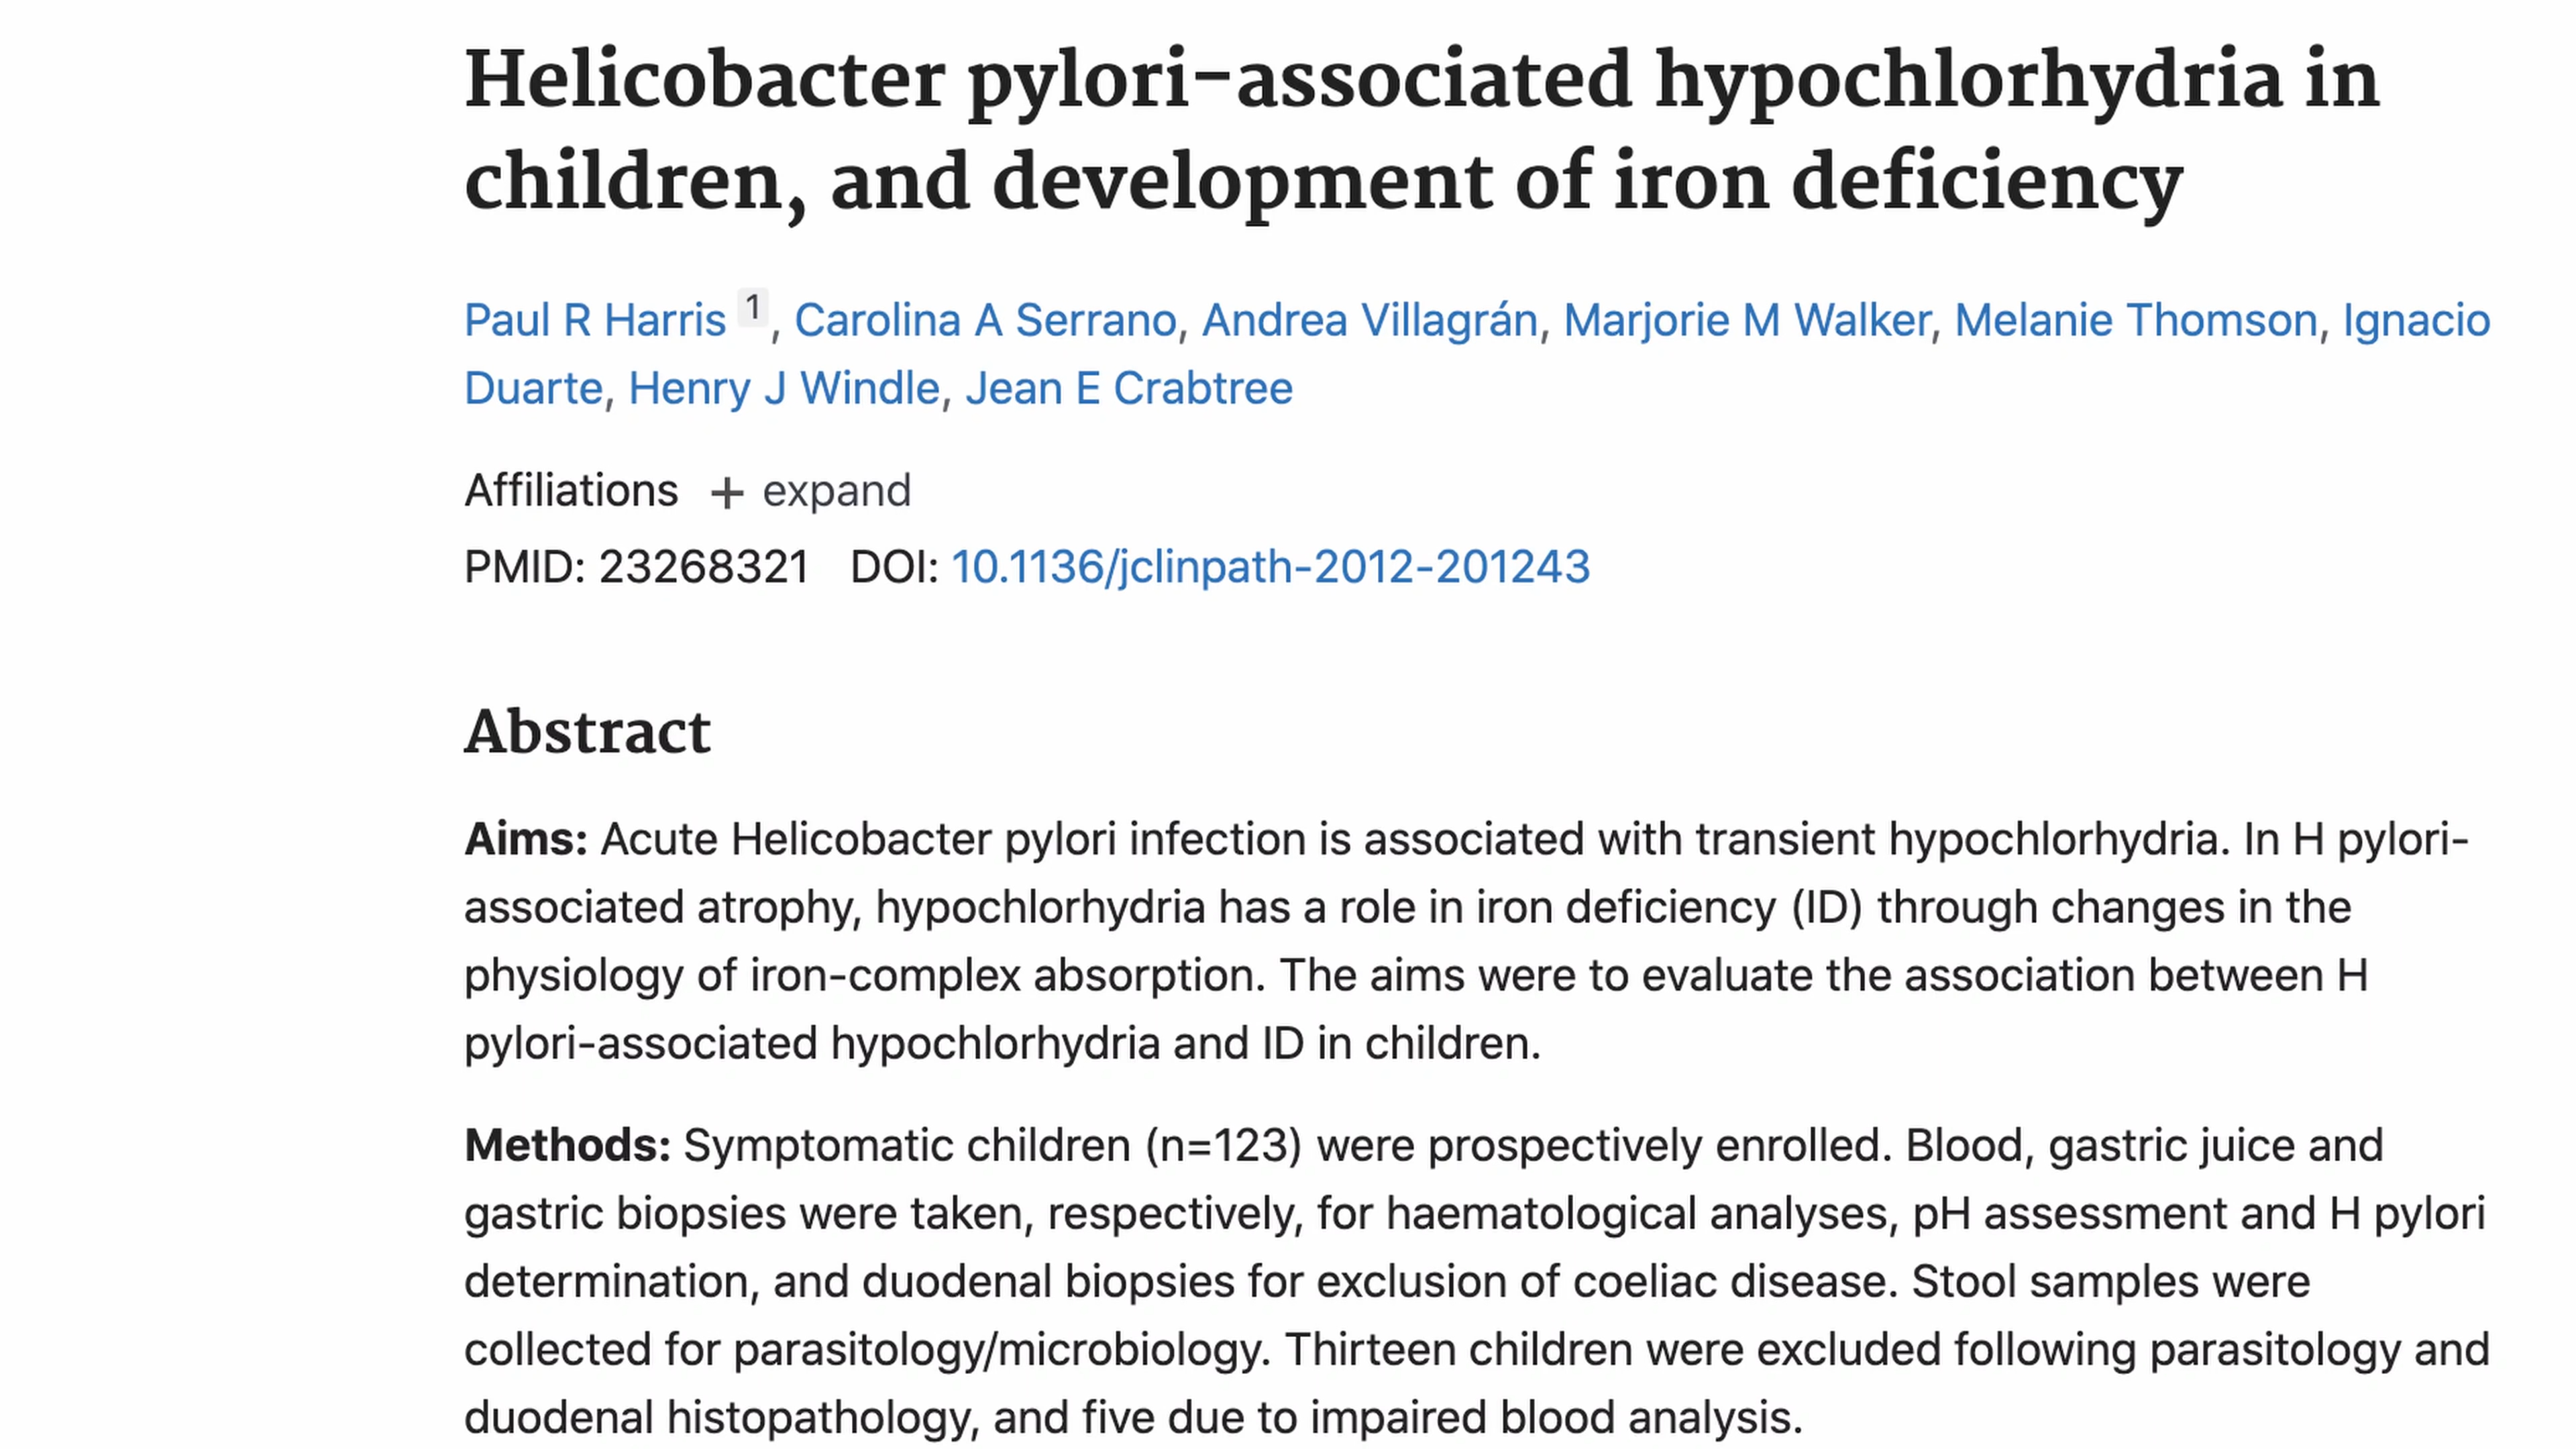 Helicobacter pylori-associated hypochlorhydria in
children, and development of iron deficiency
Paul R Harris 1, Carolina A Serrano, Andrea Villagrán, Marjorie M Walker, Melanie Thomson, Ignacio
Duarte, Henry J Windle, Jean E Crabtree
Affiliations + expand
PMID: 23268321 DOI: 10.1136/jclinpath-2012-201243
Abstract
Aims: Acute Helicobacter pylori infection is associated with transient hypochlorhydria. In H pylori-
associated atrophy, hypochlorhydria has a role in iron deficiency (ID) through changes in the
physiology of iron-complex absorption. The aims were to evaluate the association between H
pylori-associated hypochlorhydria and ID in children.
Methods: Symptomatic children (n=123) were prospectively enrolled. Blood, gastric juice and
gastric biopsies were taken, respectively, for haematological analyses, pH assessment and H pylori
determination, and duodenal biopsies for exclusion of coeliac disease. Stool samples were
collected for parasitology/microbiology. Thirteen children were excluded following parasitology and
duodenal histopathology, and five due to impaired blood analysis.